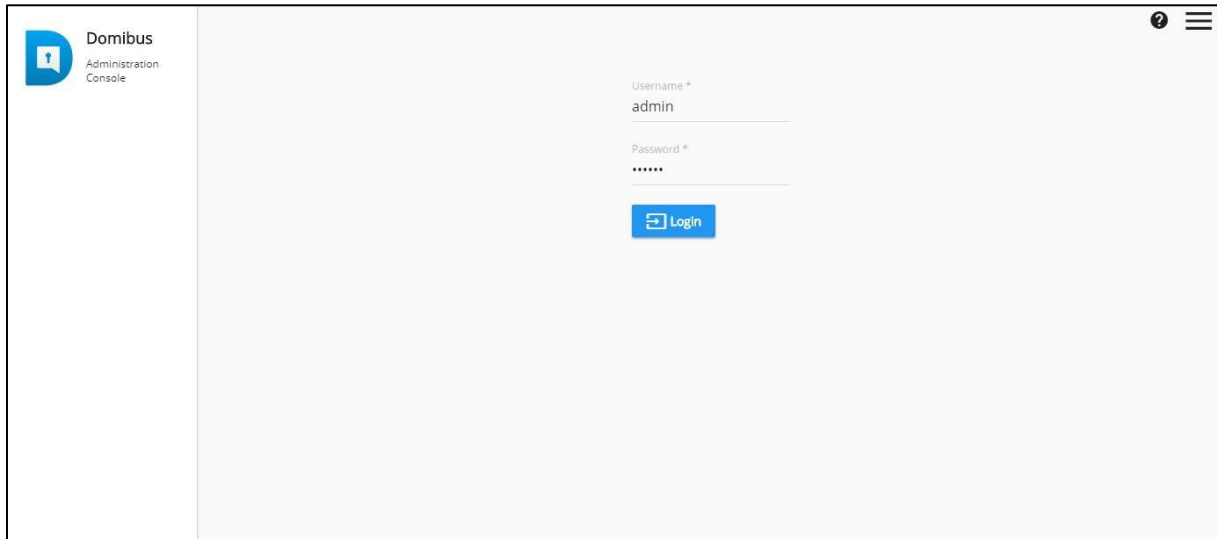 Domibus
Administration
Console
Username *
admin
Password *
••••••
Login